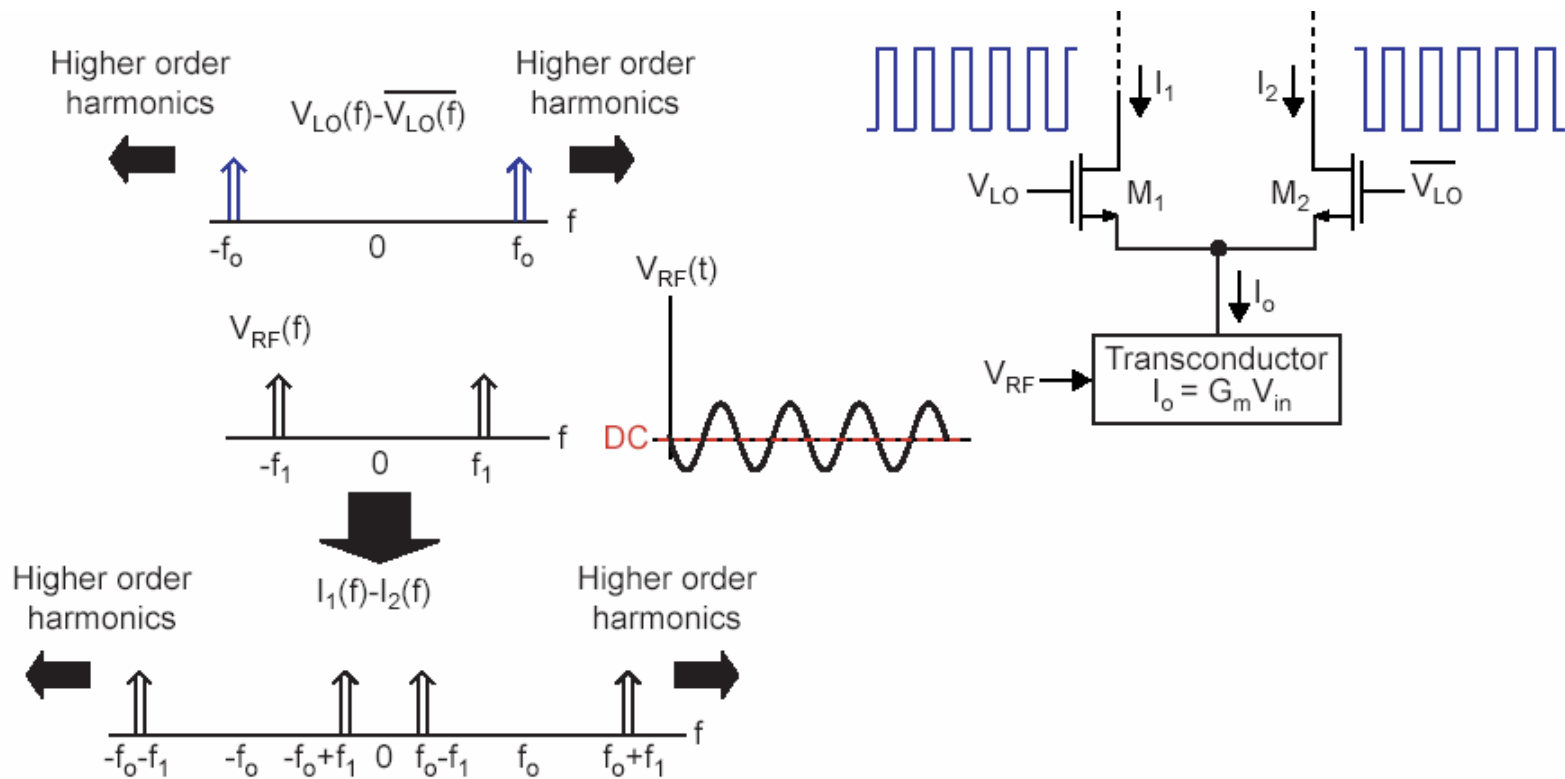 Higher order
harmonics
V_LO(f)-V̅_̅L̅O̅(̅f̅)̅
Higher order
harmonics
-f_o
0
f_o
f
V_RF(f)
-f_1
0
f_1
f
V_RF(t)
DC
I_1(f)-I_2(f)
Higher order
harmonics
Higher order
harmonics
-f_o-f_1
-f_o
-f_o+f_1
0
f_o-f_1
f_o
f_o+f_1
f
I_1
I_2
V_LO
M_1
M_2
V̅_̅L̅O̅
I_o
V_RF
Transconductor
I_o = G_mV_in